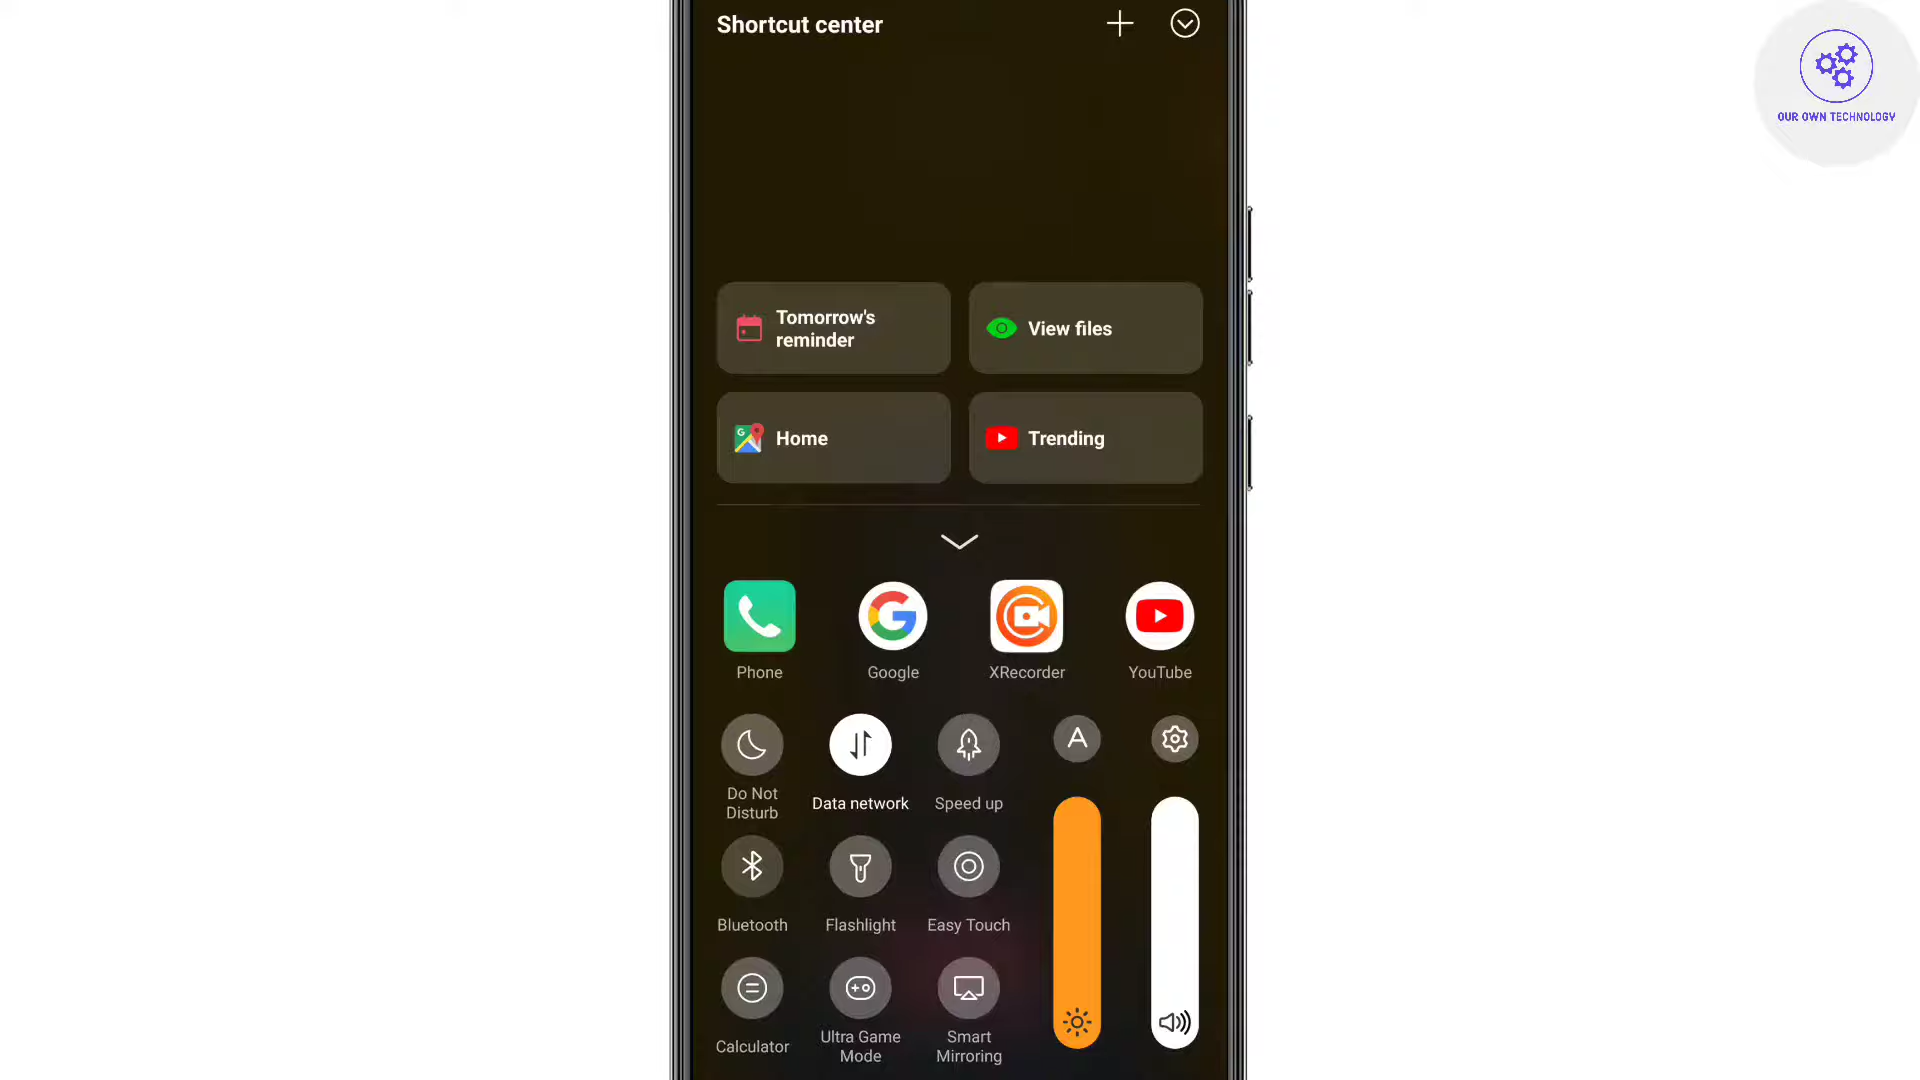 Shortcut center
OUR OWN TECHNOLOGY
Tomorrow's
reminder
View files
Home
Trending
Phone
Google
XRecorder
YouTube
Do Not
Disturb
Data network
Speed up
A
Bluetooth
Flashlight
Easy Touch
Calculator
Ultra Game
Mode
Smart
Mirroring